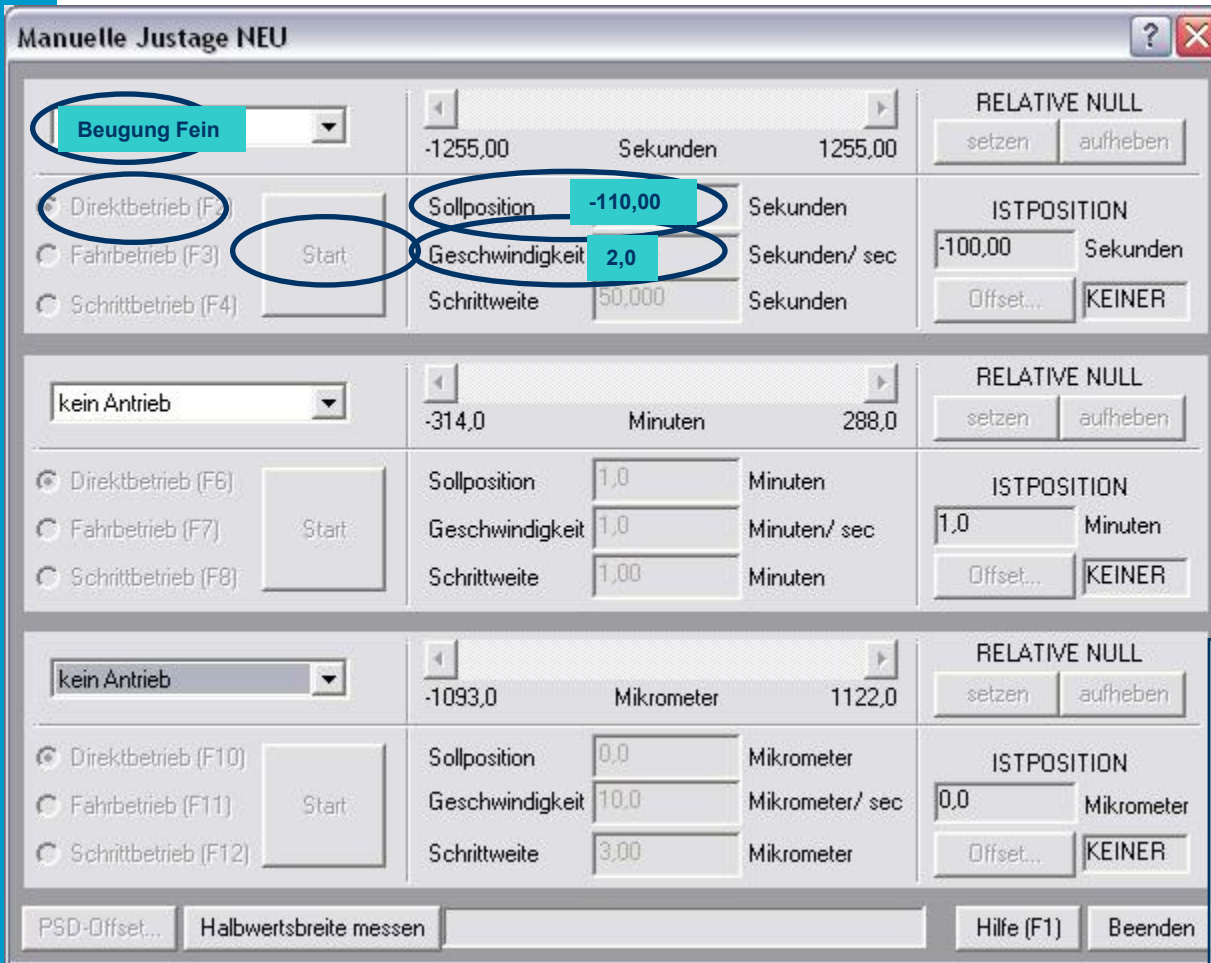 Manuelle Justage NEU
?
Beugung Fein
-1255,00 Sekunden 1255,00
RELATIVE NULL
setzen aufheben
Direktbetrieb (F2)
Fahrbetrieb (F3)
Schrittbetrieb (F4)
Start
Sollposition -110,00 Sekunden
Geschwindigkeit 2,0 Sekunden/ sec
Schrittweite 50,000 Sekunden
ISTPOSITION
-100,00 Sekunden
Offset... KEINER
kein Antrieb
-314,0 Minuten 288,0
RELATIVE NULL
setzen aufheben
Direktbetrieb (F6)
Fahrbetrieb (F7)
Schrittbetrieb (F8)
Start
Sollposition 1,0 Minuten
Geschwindigkeit 1,0 Minuten/ sec
Schrittweite 1,00 Minuten
ISTPOSITION
1,0 Minuten
Offset... KEINER
kein Antrieb
-1093,0 Mikrometer 1122,0
RELATIVE NULL
setzen aufheben
Direktbetrieb (F10)
Fahrbetrieb (F11)
Schrittbetrieb (F12)
Start
Sollposition 0,0 Mikrometer
Geschwindigkeit 10,0 Mikrometer/ sec
Schrittweite 3,00 Mikrometer
ISTPOSITION
0,0 Mikrometer
Offset... KEINER
PSD-Offset... Halbwertsbreite messen Hilfe (F1) Beenden